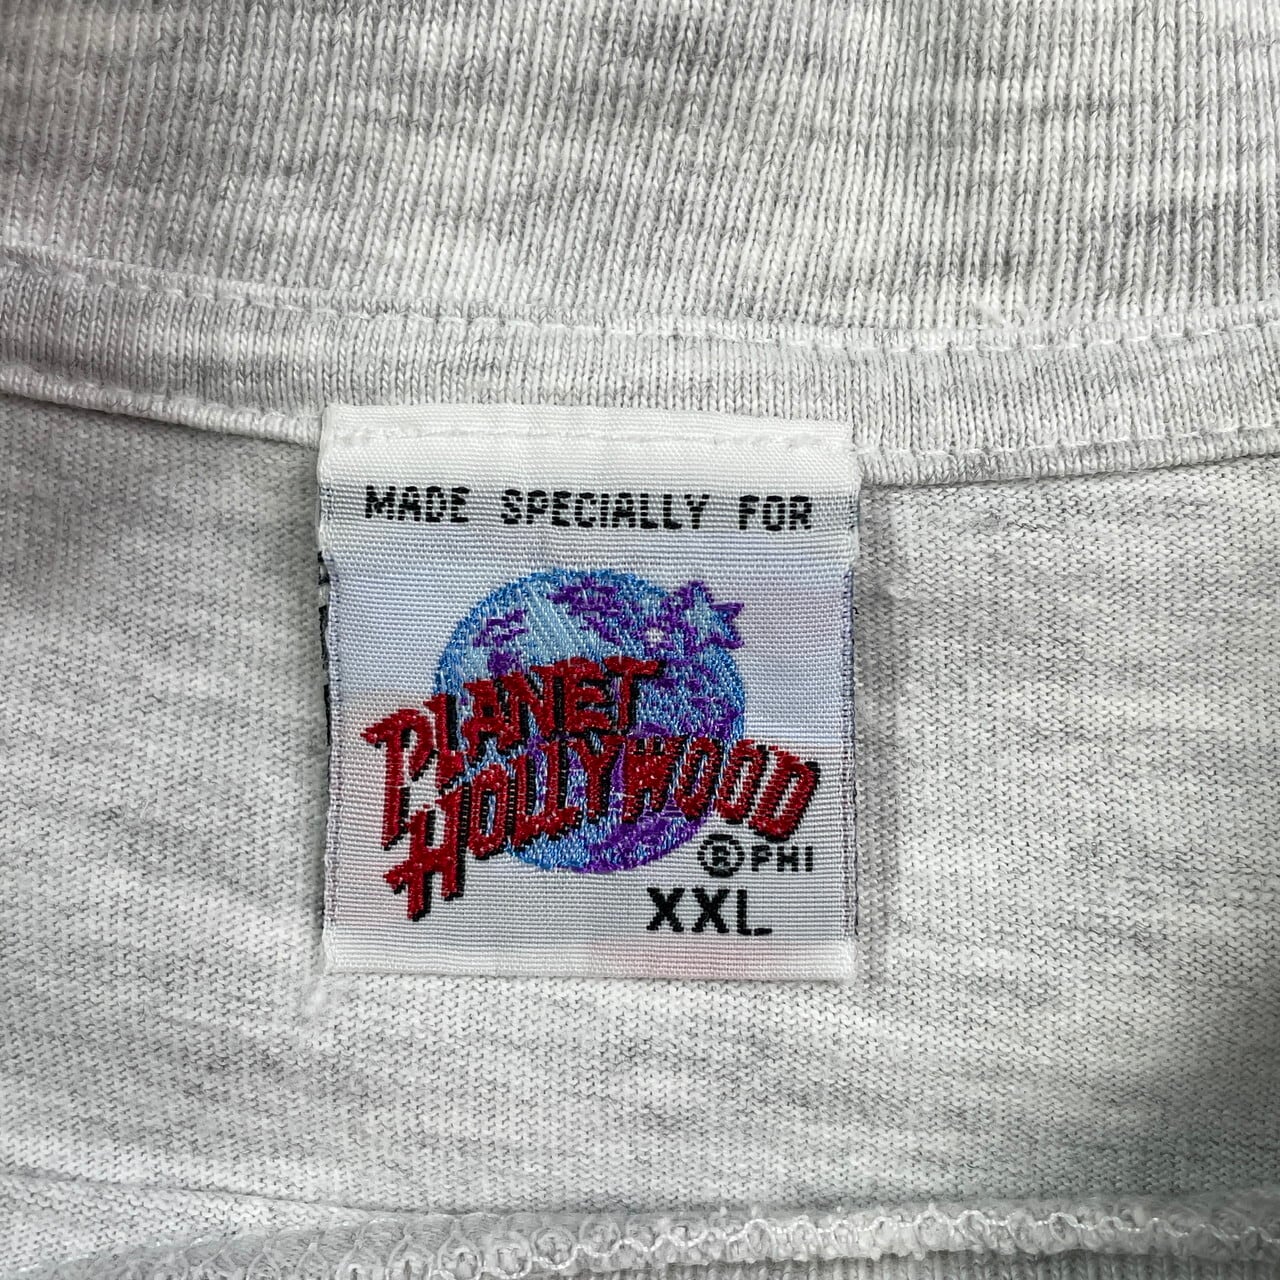 MADE SPECIALLY FOR
PLANET
HOLLYWOOD
® PHI
XXL